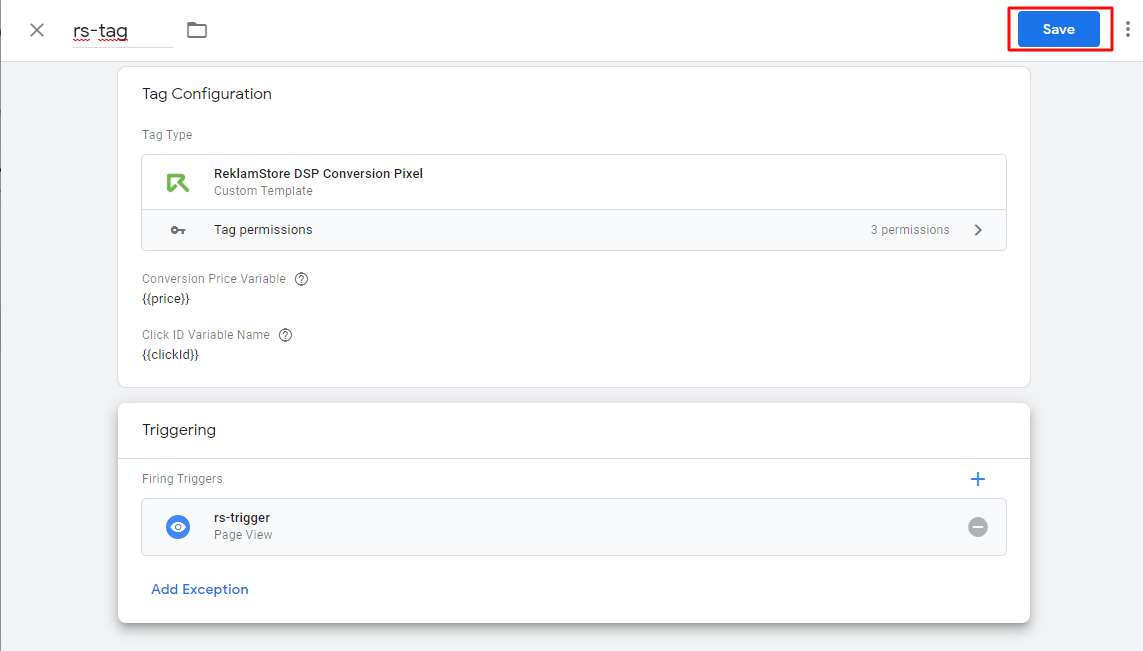 rs-tag
Save
Tag Configuration
Tag Type
ReklamStore DSP Conversion Pixel
Custom Template
Tag permissions
3 permissions
Conversion Price Variable
{{price}}
Click ID Variable Name
{{clickId}}
Triggering
Firing Triggers
rs-trigger
Page View
Add Exception